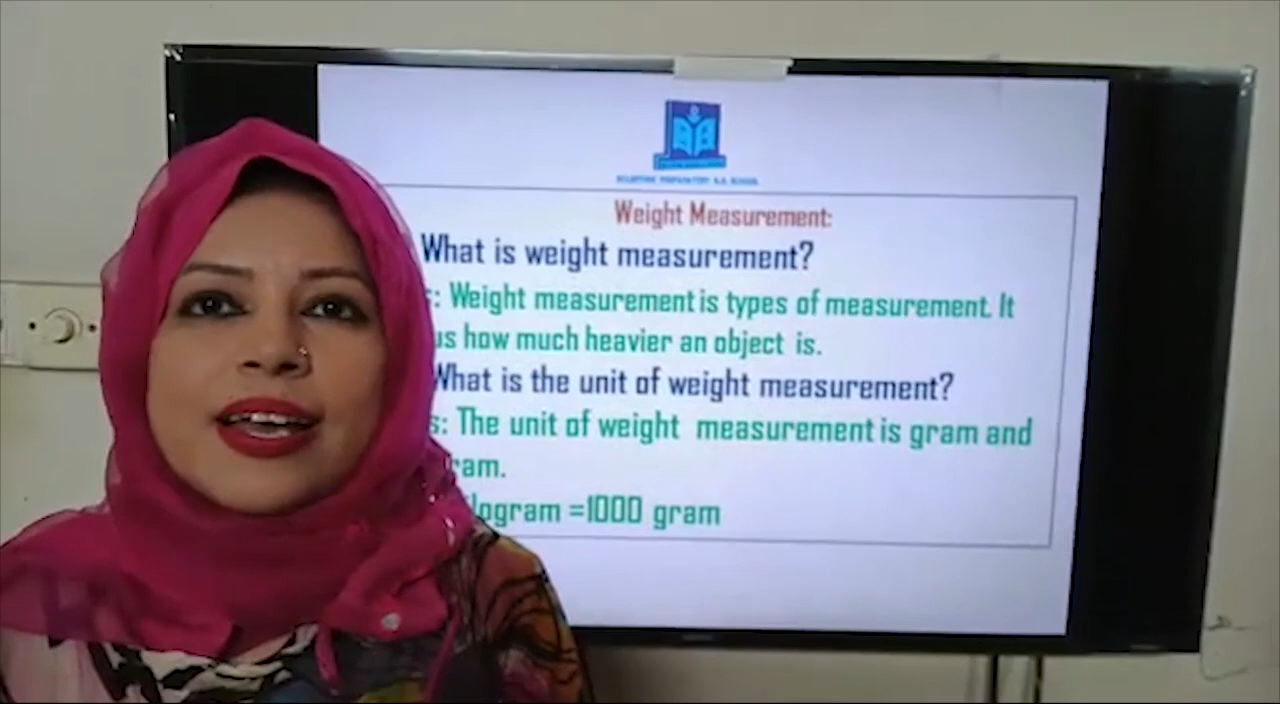 Weight Measurement:
What is weight measurement?
: Weight measurement is types of measurement. It
us how much heavier an object is.
What is the unit of weight measurement?
s: The unit of weight measurement is gram and
ram.
logram =1000 gram